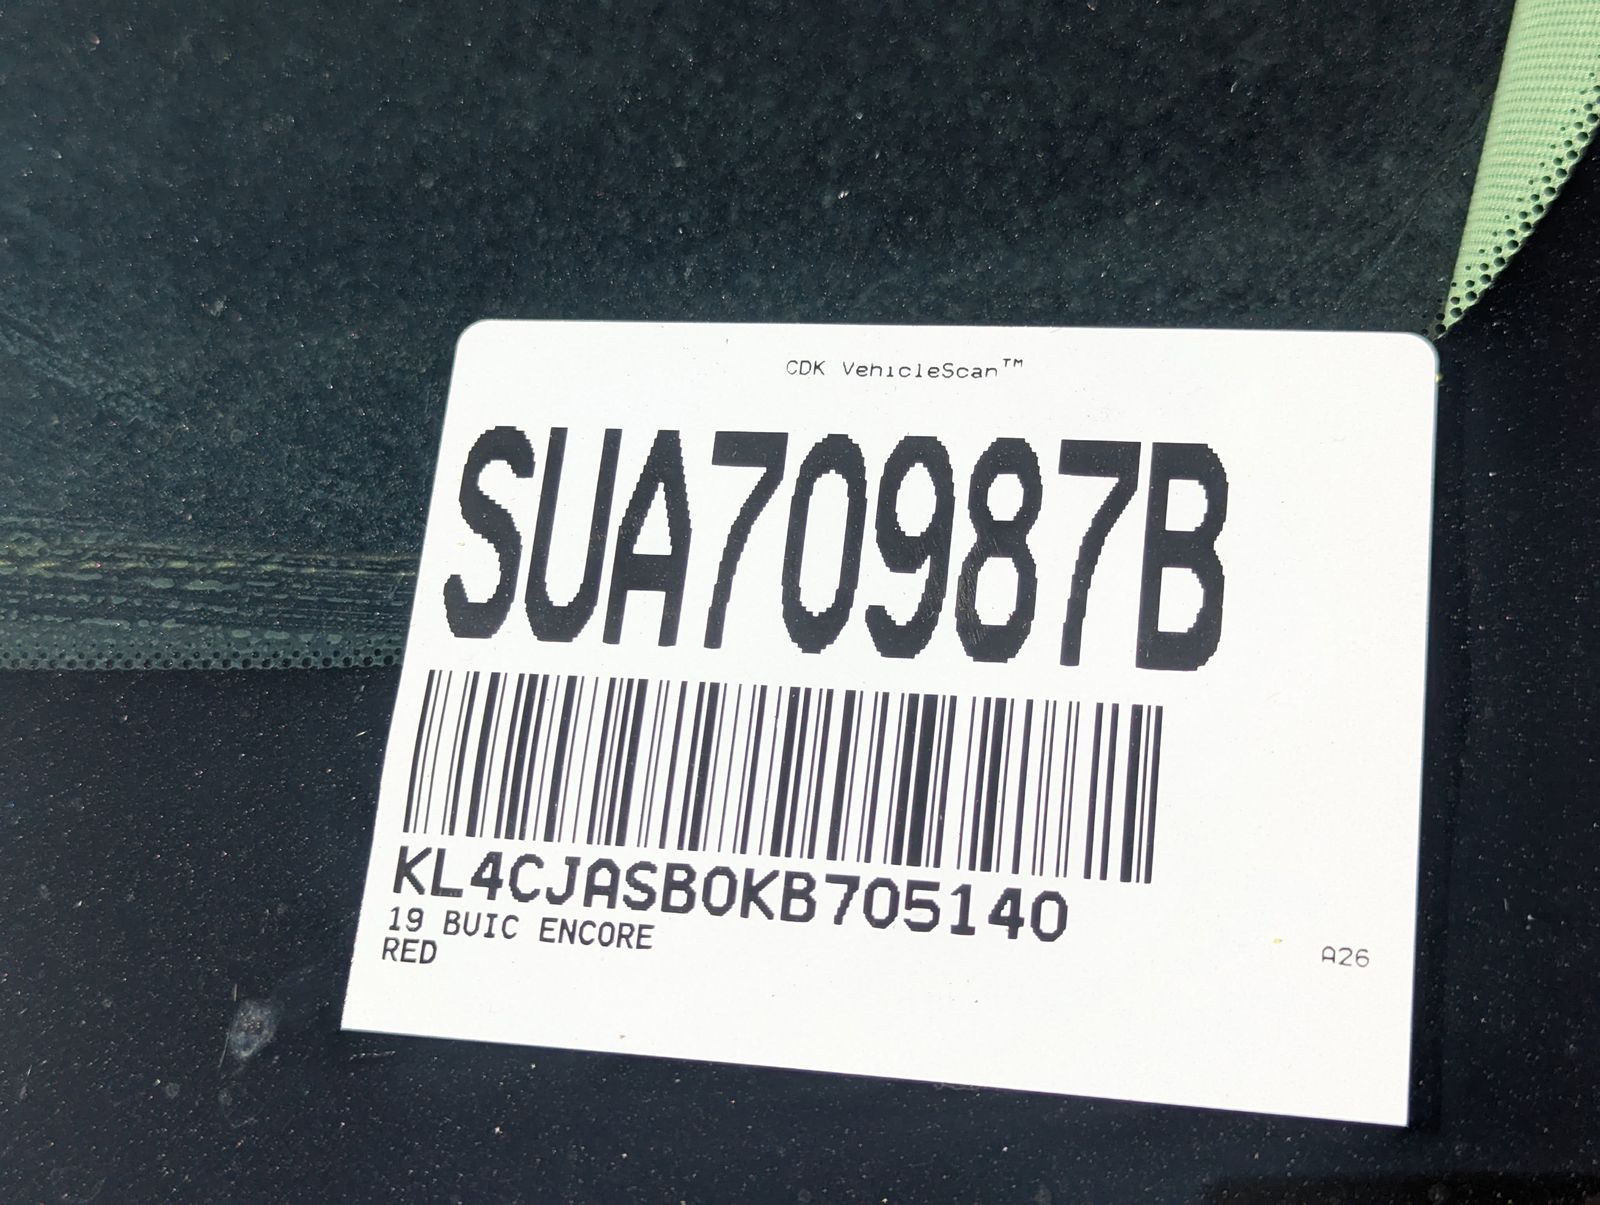 CDK VehicleScan™
SUA70987B
KL4CJASB0KB705140
19 BUIC ENCORE
RED
A26